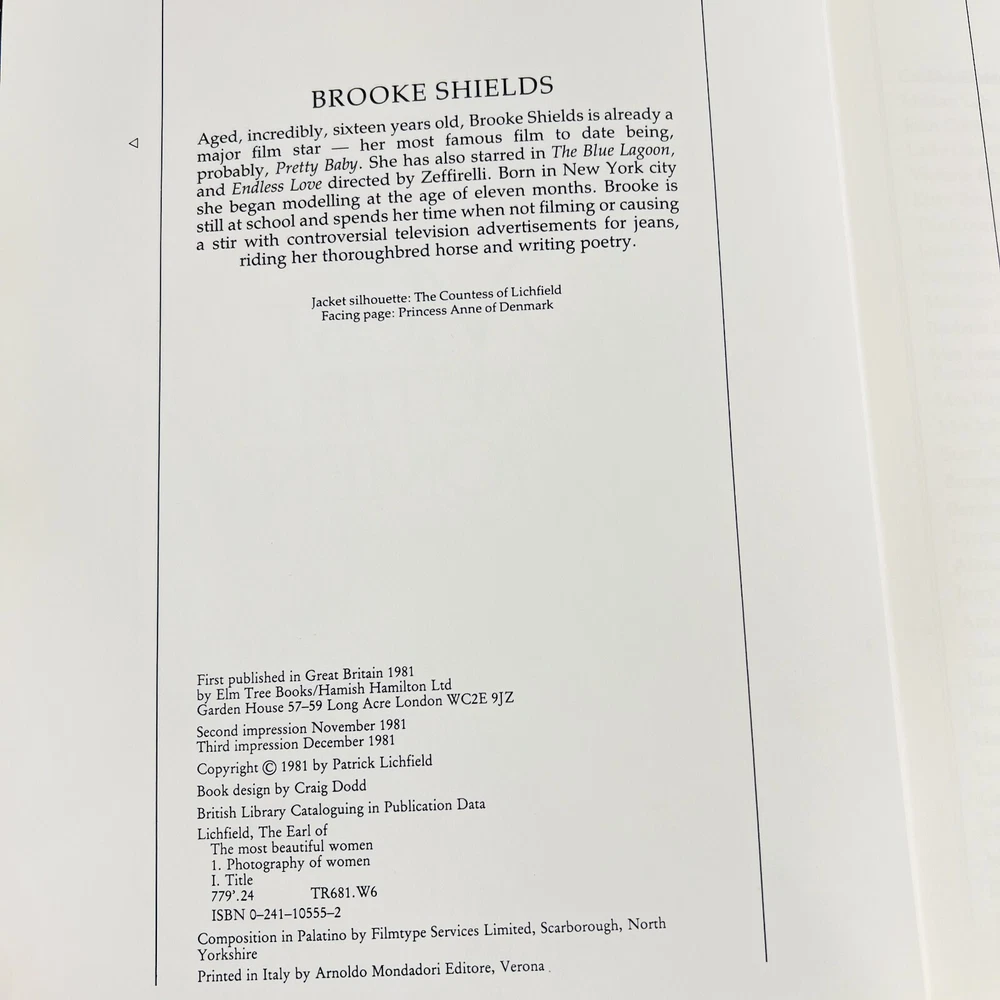 BROOKE SHIELDS
Aged, incredibly, sixteen years old, Brooke Shields is already a
major film star — her most famous film to date being,
probably, Pretty Baby. She has also starred in The Blue Lagoon,
and Endless Love directed by Zeffirelli. Born in New York city
she began modelling at the age of eleven months. Brooke is
still at school and spends her time when not filming or causing
a stir with controversial television advertisements for jeans,
riding her thoroughbred horse and writing poetry.
Jacket silhouette: The Countess of Lichfield
Facing page: Princess Anne of Denmark
First published in Great Britain 1981
by Elm Tree Books/Hamish Hamilton Ltd
Garden House 57–59 Long Acre London WC2E 9JZ
Second impression November 1981
Third impression December 1981
Copyright © 1981 by Patrick Lichfield
Book design by Craig Dodd
British Library Cataloguing in Publication Data
Lichfield, The Earl of
The most beautiful women
1. Photography of women
I. Title
779'.24 TR681.W6
ISBN 0–241–10555–2
Composition in Palatino by Filmtype Services Limited, Scarborough, North
Yorkshire
Printed in Italy by Arnoldo Mondadori Editore, Verona